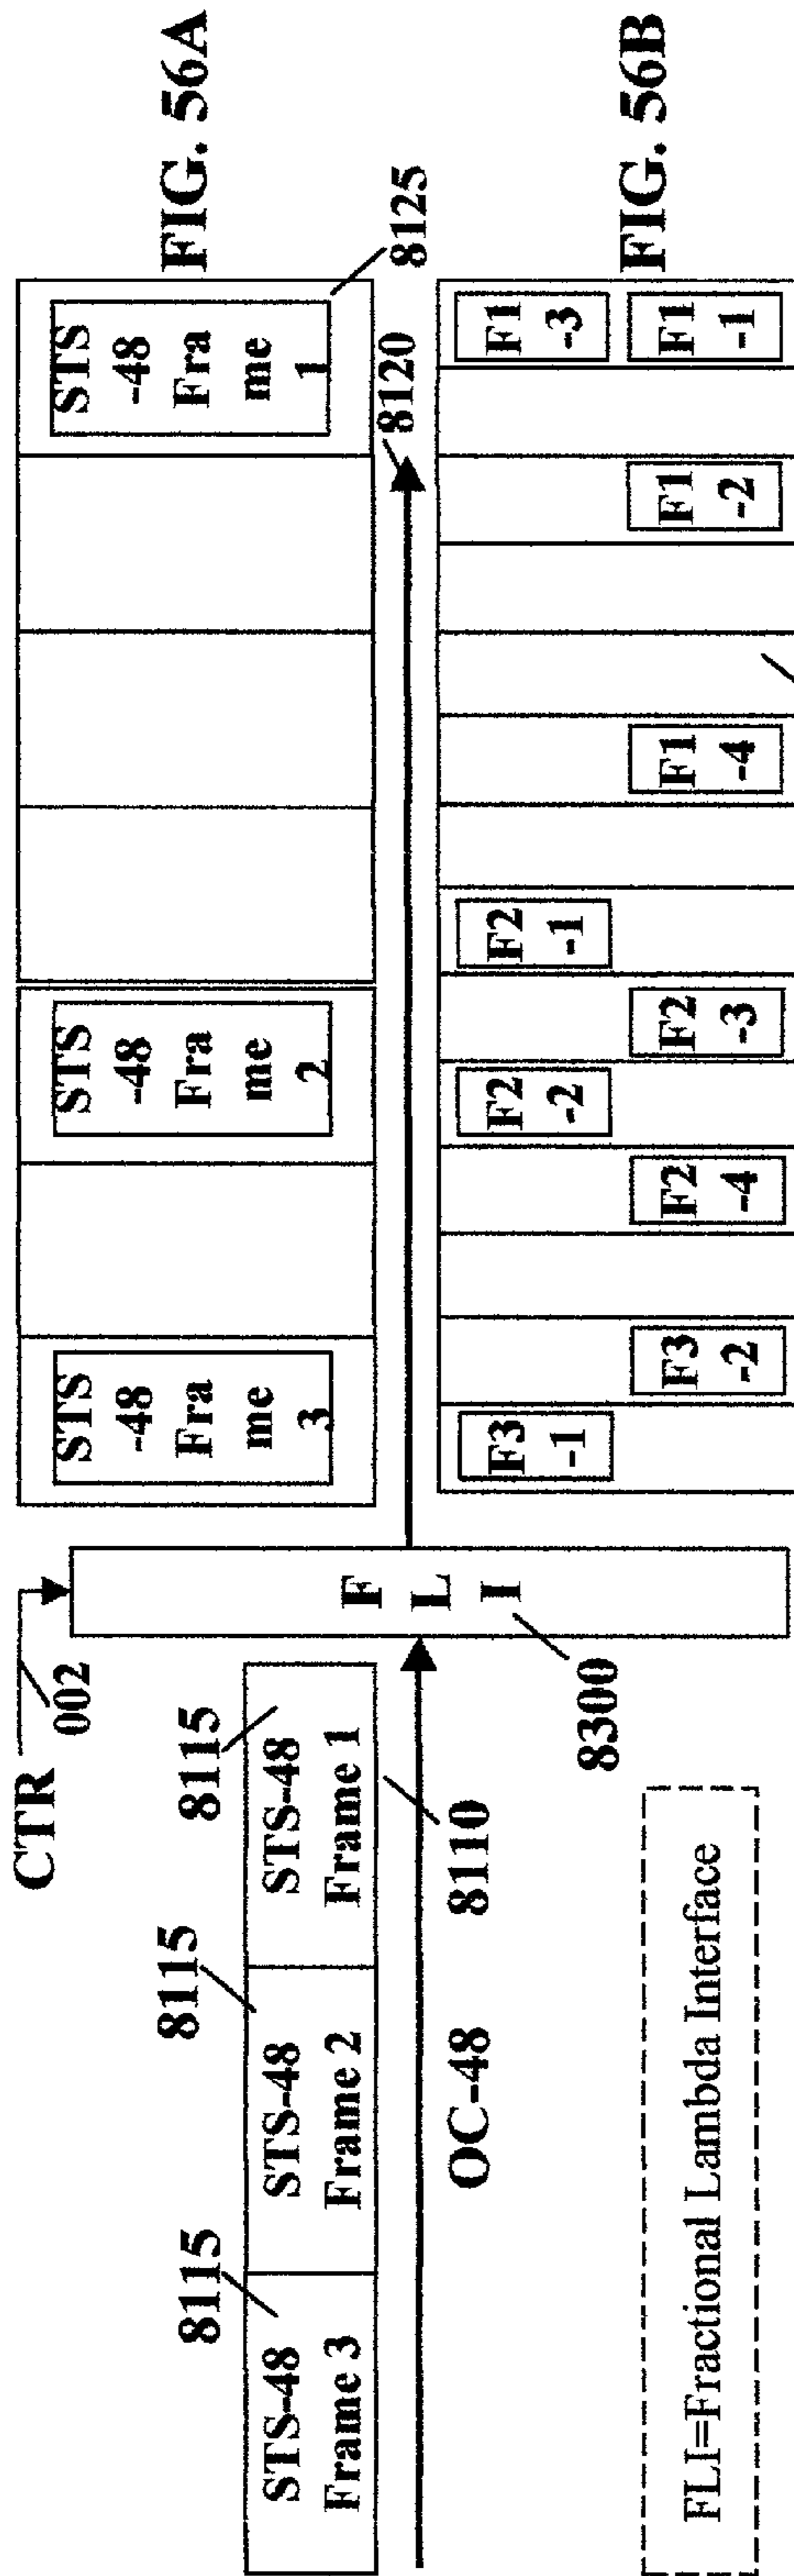 CTR
002
8115
8115
8115
STS-48
Frame 3
STS-48
Frame 2
STS-48
Frame 1
8110
OC-48
FLI=Fractional Lambda Interface
F
L
I
8300
STS
-48
Fra
me
3
STS
-48
Fra
me
2
STS
-48
Fra
me
1
8120
8125
FIG. 56A
F3
-1
F3
-2
F2
-4
F2
-2
F2
-3
F2
-1
F1
-4
F1
-2
F1
-3
F1
-1
FIG. 56B